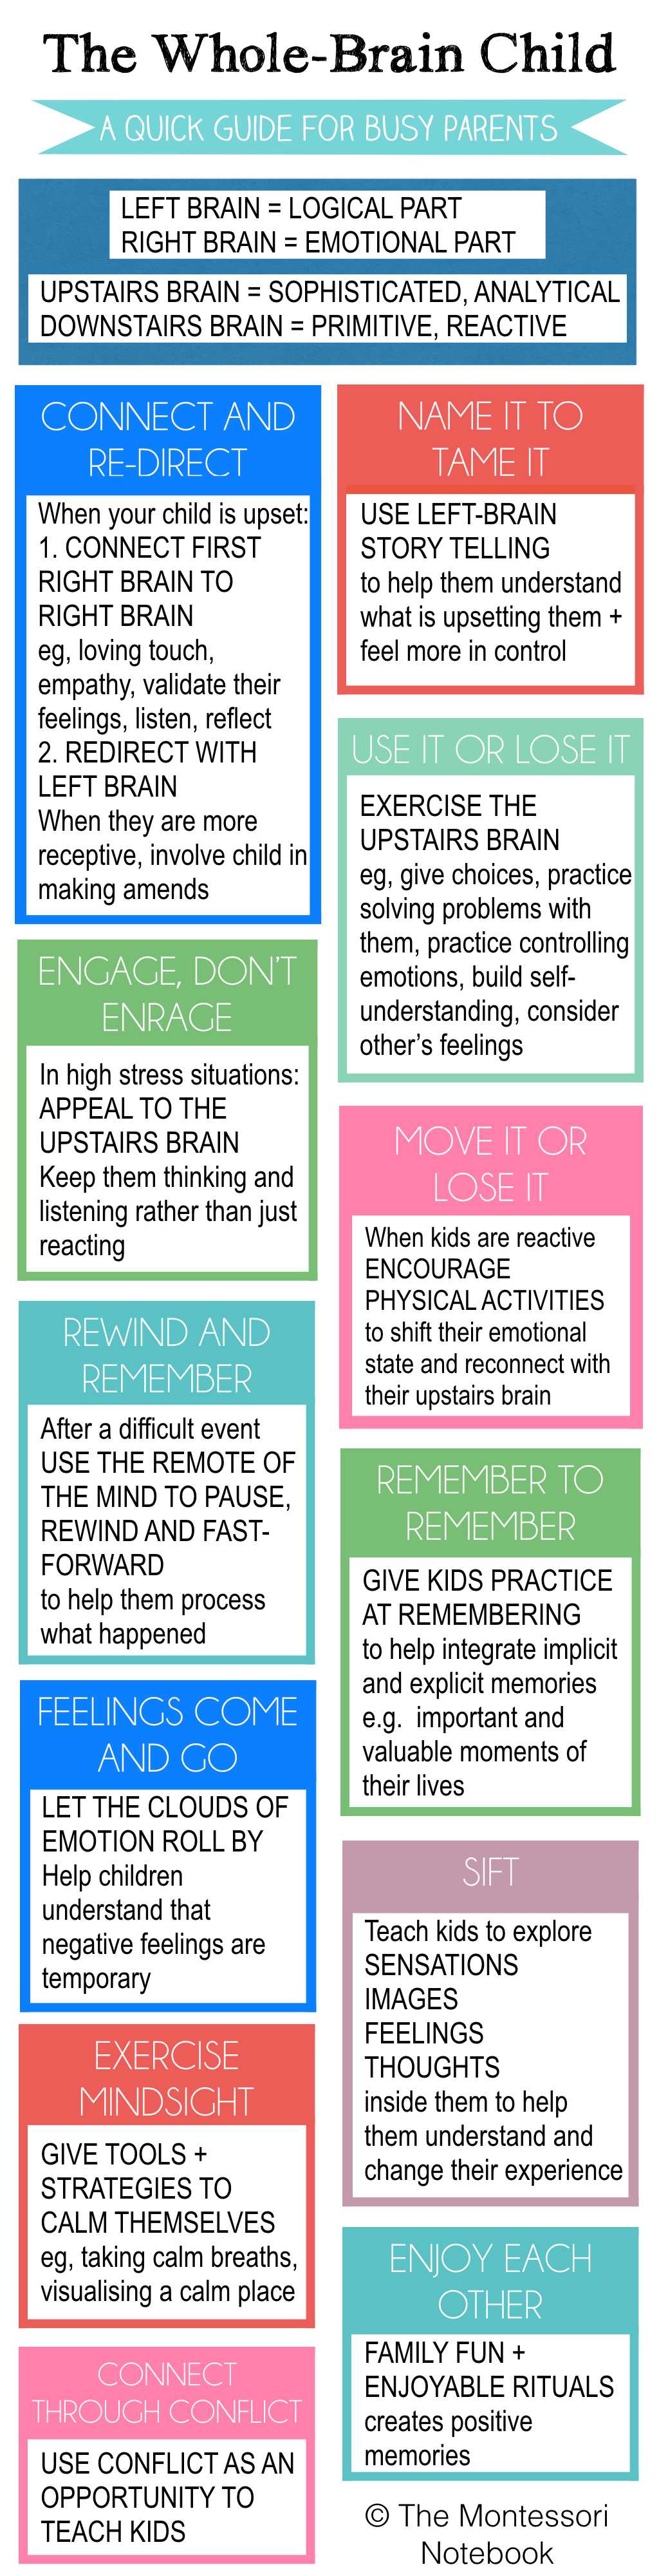 The Whole-Brain Child
A QUICK GUIDE FOR BUSY PARENTS
LEFT BRAIN = LOGICAL PART
RIGHT BRAIN = EMOTIONAL PART
UPSTAIRS BRAIN = SOPHISTICATED, ANALYTICAL
DOWNSTAIRS BRAIN = PRIMITIVE, REACTIVE
CONNECT AND
RE-DIRECT
When your child is upset:
1. CONNECT FIRST
RIGHT BRAIN TO
RIGHT BRAIN
eg, loving touch,
empathy, validate their
feelings, listen, reflect
2. REDIRECT WITH
LEFT BRAIN
When they are more
receptive, involve child in
making amends
NAME IT TO
TAME IT
USE LEFT-BRAIN
STORY TELLING
to help them understand
what is upsetting them +
feel more in control
USE IT OR LOSE IT
EXERCISE THE
UPSTAIRS BRAIN
eg, give choices, practice
solving problems with
them, practice controlling
emotions, build self-
understanding, consider
other’s feelings
ENGAGE, DON'T
ENRAGE
In high stress situations:
APPEAL TO THE
UPSTAIRS BRAIN
Keep them thinking and
listening rather than just
reacting
MOVE IT OR
LOSE IT
When kids are reactive
ENCOURAGE
PHYSICAL ACTIVITIES
to shift their emotional
state and reconnect with
their upstairs brain
REWIND AND
REMEMBER
After a difficult event
USE THE REMOTE OF
THE MIND TO PAUSE,
REWIND AND FAST-
FORWARD
to help them process
what happened
REMEMBER TO
REMEMBER
GIVE KIDS PRACTICE
AT REMEMBERING
to help integrate implicit
and explicit memories
e.g. important and
valuable moments of
their lives
FEELINGS COME
AND GO
LET THE CLOUDS OF
EMOTION ROLL BY
Help children
understand that
negative feelings are
temporary
SIFT
Teach kids to explore
SENSATIONS
IMAGES
FEELINGS
THOUGHTS
inside them to help
them understand and
change their experience
EXERCISE
MINDSIGHT
GIVE TOOLS +
STRATEGIES TO
CALM THEMSELVES
eg, taking calm breaths,
visualising a calm place
ENJOY EACH
OTHER
FAMILY FUN +
ENJOYABLE RITUALS
creates positive
memories
CONNECT
THROUGH CONFLICT
USE CONFLICT AS AN
OPPORTUNITY TO
TEACH KIDS
© The Montessori
Notebook